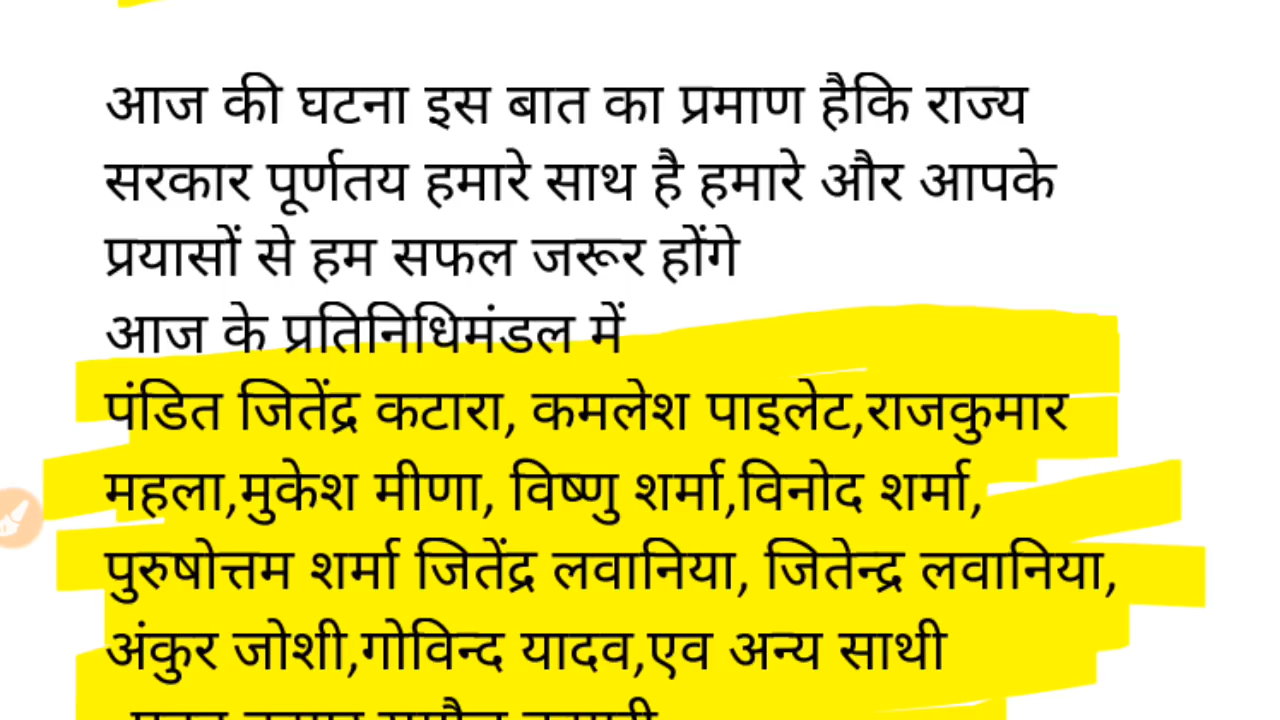 आज की घटना इस बात का प्रमाण हैकि राज्य
सरकार पूर्णतय हमारे साथ है हमारे और आपके
प्रयासों से हम सफल जरूर होंगे
आज के प्रतिनिधिमंडल में
पंडित जितेंद्र कटारा, कमलेश पाइलेट,राजकुमार
महला,मुकेश मीणा, विष्णु शर्मा,विनोद शर्मा,
पुरुषोत्तम शर्मा जितेंद्र लवानिया, जितेन्द्र लवानिया,
अंकुर जोशी,गोविन्द यादव,एव अन्य साथी